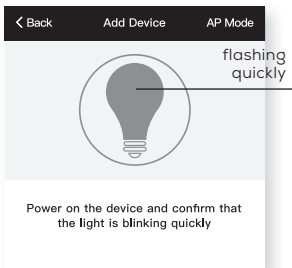 Back Add Device AP Mode
flashing
quickly
Power on the device and confirm that
the light is blinking quickly